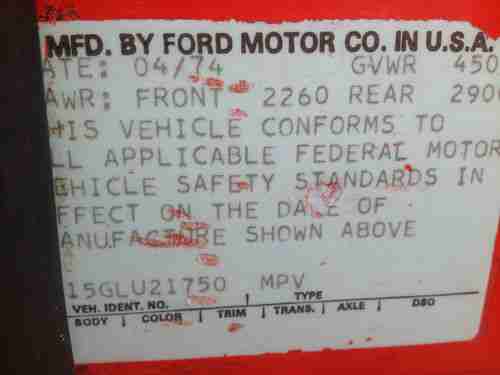 MFD. BY FORD MOTOR CO. IN U.S.A.
ATE: 04/74 GVWR 450
AWR: FRONT 2260 REAR 290
HIS VEHICLE CONFORMS TO
LL APPLICABLE FEDERAL MOTOR
EHICLE SAFETY STANDARDS IN
FFECT ON THE DATE OF
ANUFACTURE SHOWN ABOVE
15GLU21750 MPV
VEH. IDENT. NO. TYPE
BODY COLOR TRIM TRANS. AXLE DSO